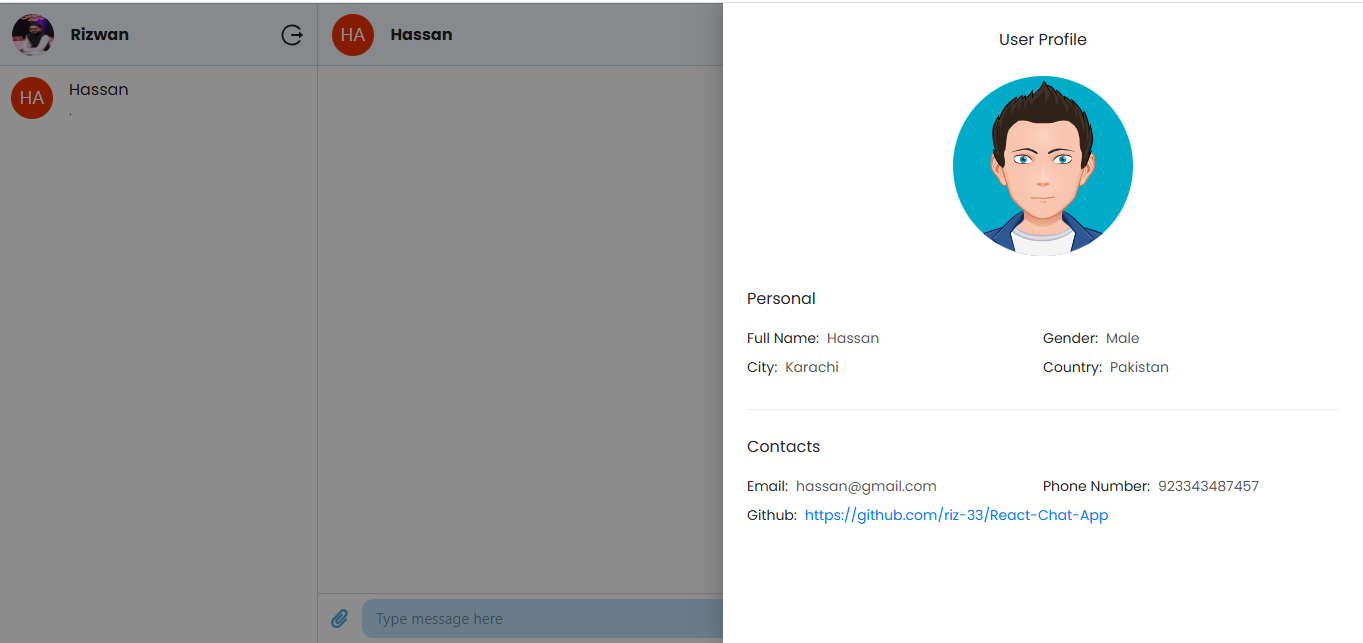 Rizwan
HA Hassan
HA Hassan
.
Type message here
User Profile
Personal
Full Name: Hassan Gender: Male
City: Karachi Country: Pakistan
Contacts
Email: hassan@gmail.com Phone Number: 923343487457
Github: https://github.com/riz-33/React-Chat-App